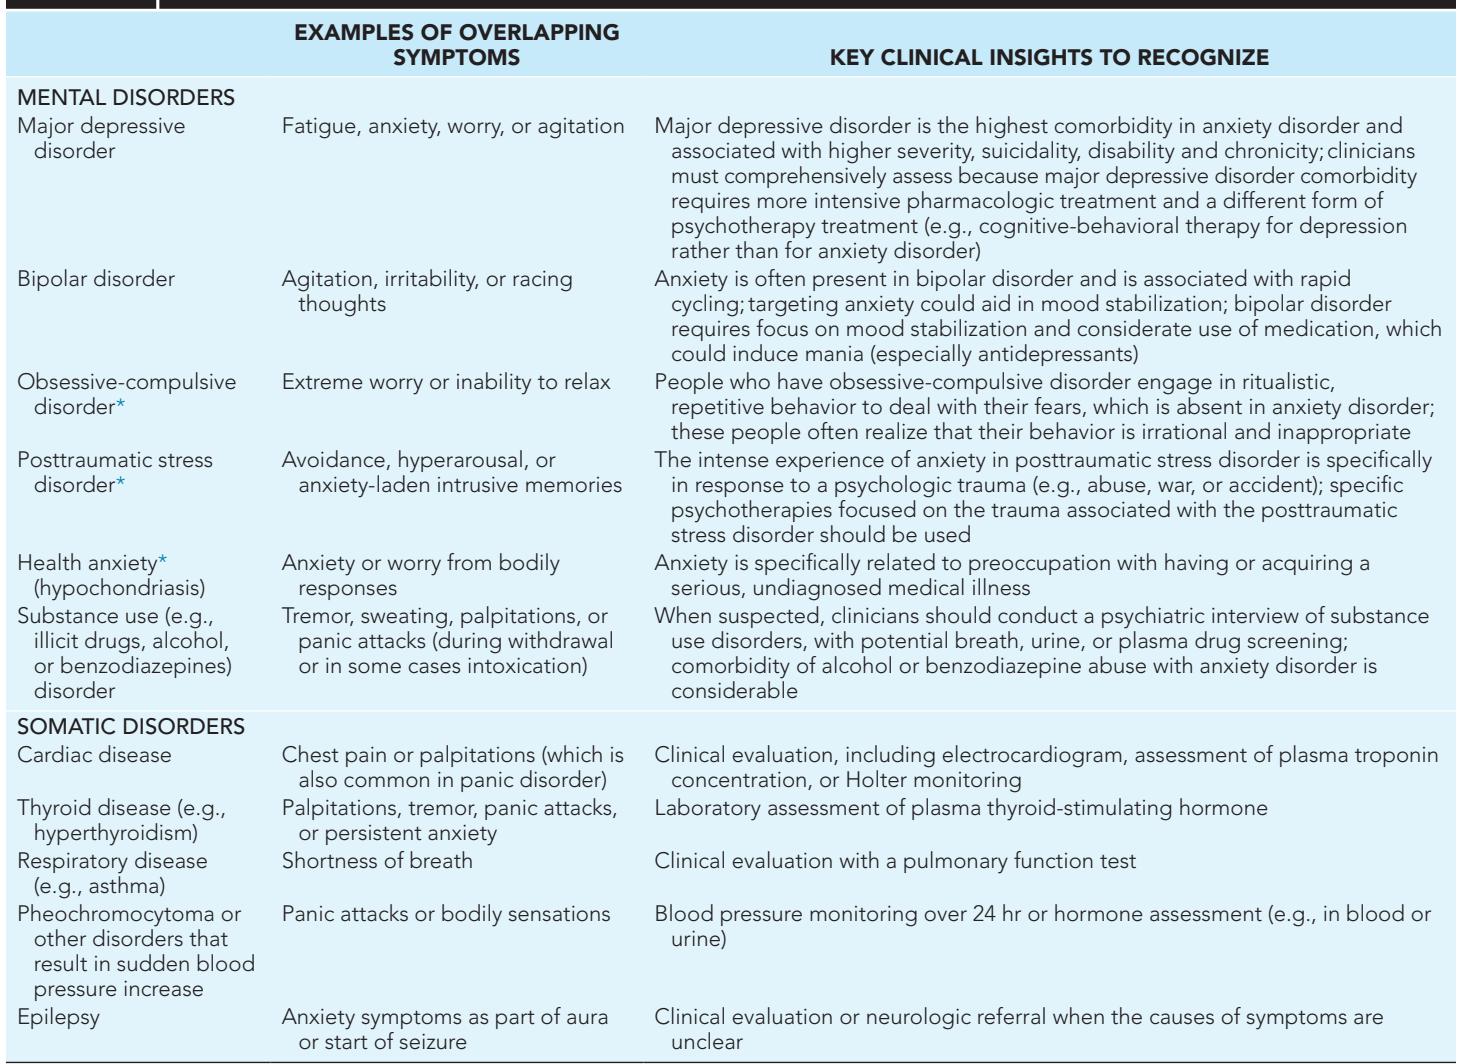 EXAMPLES OF OVERLAPPING
SYMPTOMS
KEY CLINICAL INSIGHTS TO RECOGNIZE
MENTAL DISORDERS
Major depressive
disorder
Fatigue, anxiety, worry, or agitation
Major depressive disorder is the highest comorbidity in anxiety disorder and
associated with higher severity, suicidality, disability and chronicity; clinicians
must comprehensively assess because major depressive disorder comorbidity
requires more intensive pharmacologic treatment and a different form of
psychotherapy treatment (e.g., cognitive-behavioral therapy for depression
rather than for anxiety disorder)
Bipolar disorder
Agitation, irritability, or racing
thoughts
Anxiety is often present in bipolar disorder and is associated with rapid
cycling; targeting anxiety could aid in mood stabilization; bipolar disorder
requires focus on mood stabilization and considerate use of medication, which
could induce mania (especially antidepressants)
Obsessive-compulsive
disorder*
Extreme worry or inability to relax
People who have obsessive-compulsive disorder engage in ritualistic,
repetitive behavior to deal with their fears, which is absent in anxiety disorder;
these people often realize that their behavior is irrational and inappropriate
Posttraumatic stress
disorder*
Avoidance, hyperarousal, or
anxiety-laden intrusive memories
The intense experience of anxiety in posttraumatic stress disorder is specifically
in response to a psychologic trauma (e.g., abuse, war, or accident); specific
psychotherapies focused on the trauma associated with the posttraumatic
stress disorder should be used
Health anxiety*
(hypochondriasis)
Anxiety or worry from bodily
responses
Anxiety is specifically related to preoccupation with having or acquiring a
serious, undiagnosed medical illness
Substance use (e.g.,
illicit drugs, alcohol,
or benzodiazepines)
disorder
Tremor, sweating, palpitations, or
panic attacks (during withdrawal
or in some cases intoxication)
When suspected, clinicians should conduct a psychiatric interview of substance
use disorders, with potential breath, urine, or plasma drug screening;
comorbidity of alcohol or benzodiazepine abuse with anxiety disorder is
considerable
SOMATIC DISORDERS
Cardiac disease
Chest pain or palpitations (which is
also common in panic disorder)
Clinical evaluation, including electrocardiogram, assessment of plasma troponin
concentration, or Holter monitoring
Thyroid disease (e.g.,
hyperthyroidism)
Palpitations, tremor, panic attacks,
or persistent anxiety
Laboratory assessment of plasma thyroid-stimulating hormone
Respiratory disease
(e.g., asthma)
Shortness of breath
Clinical evaluation with a pulmonary function test
Pheochromocytoma or
other disorders that
result in sudden blood
pressure increase
Panic attacks or bodily sensations
Blood pressure monitoring over 24 hr or hormone assessment (e.g., in blood or
urine)
Epilepsy
Anxiety symptoms as part of aura
or start of seizure
Clinical evaluation or neurologic referral when the causes of symptoms are
unclear